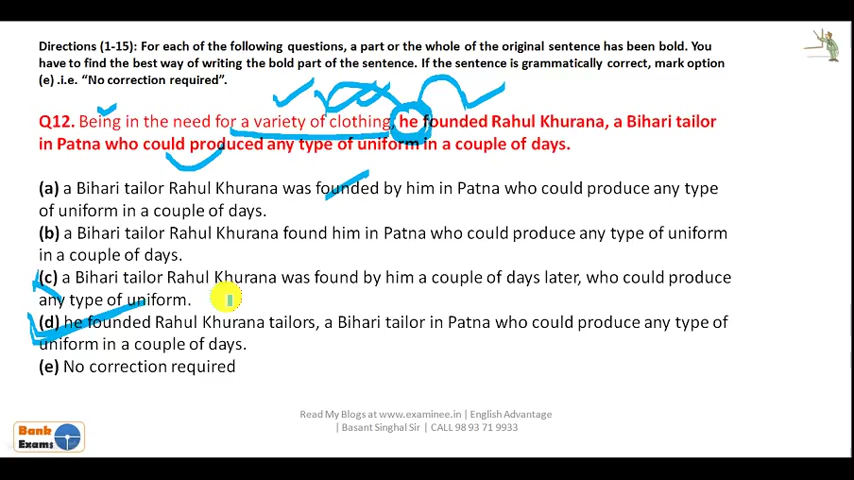 Directions (1-15): For each of the following questions, a part or the whole of the original sentence has been bold. You
have to find the best way of writing the bold part of the sentence. If the sentence is grammatically correct, mark option
(e) .i.e. “No correction required”.
Q12. Being in the need for a variety of clothing, he founded Rahul Khurana, a Bihari tailor
in Patna who could produced any type of uniform in a couple of days.
(a) a Bihari tailor Rahul Khurana was founded by him in Patna who could produce any type
of uniform in a couple of days.
(b) a Bihari tailor Rahul Khurana found him in Patna who could produce any type of uniform
in a couple of days.
(c) a Bihari tailor Rahul Khurana was found by him a couple of days later, who could produce
any type of uniform.
(d) he founded Rahul Khurana tailors, a Bihari tailor in Patna who could produce any type of
uniform in a couple of days.
(e) No correction required
Read My Blogs at www.examinee.in | English Advantage
| Basant Singhal Sir | CALL 98 93 71 9933
Bank
Exams